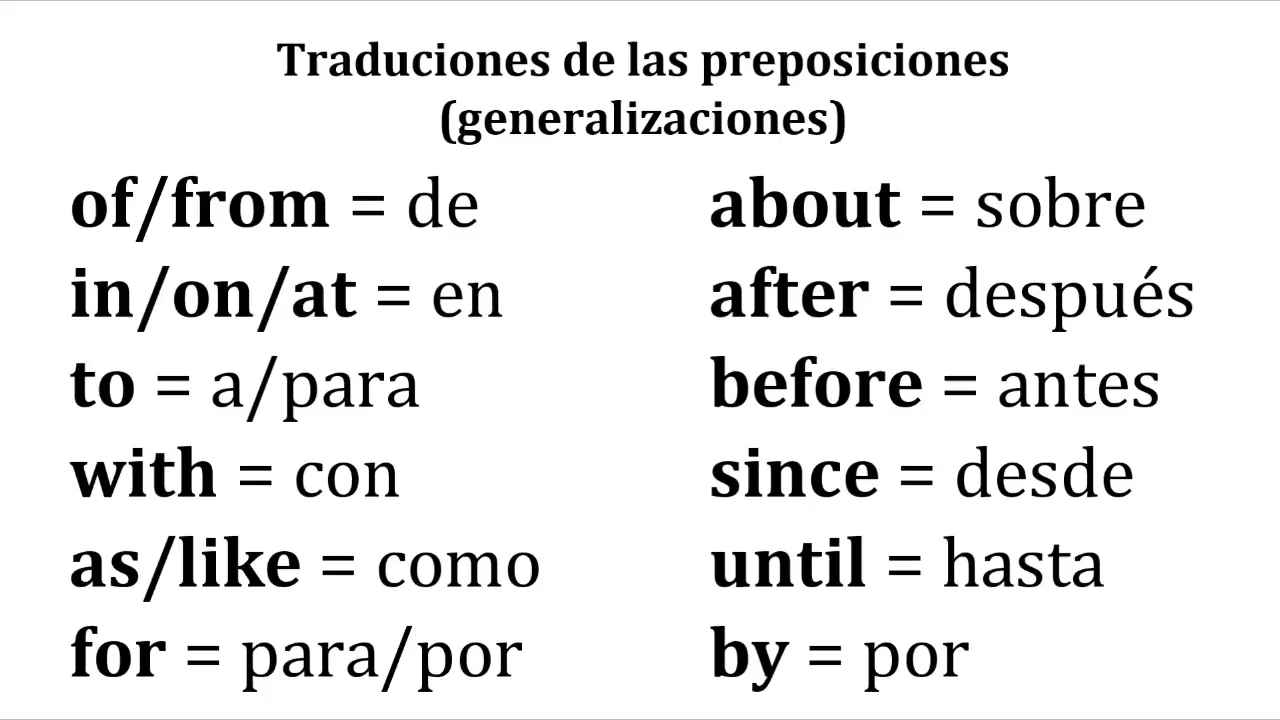 Traduciones de las preposiciones
(generalizaciones)
of/from = de
in/on/at = en
to = a/para
with = con
as/like = como
for = para/por
about = sobre
after = después
before = antes
since = desde
until = hasta
by = por